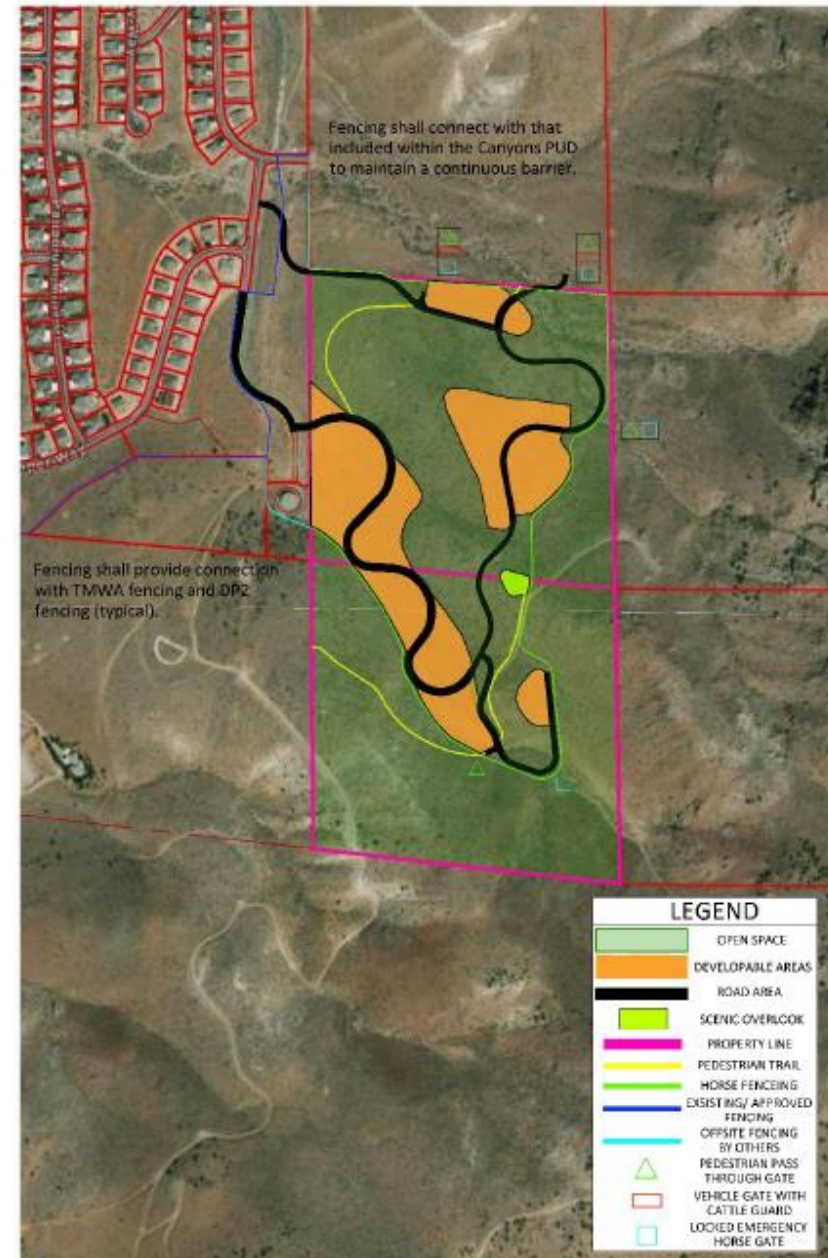 Fencing shall connect with that
included within the Canyons PUD
to maintain a continuous barrier.
Fencing shall provide connection
with TMWA fencing and DP2
fencing (typical).
LEGEND
OPEN SPACE
DEVELOPABLE AREAS
ROAD AREA
SCENIC OVERLOOK
PROPERTY LINE
PEDESTRIAN TRAIL
HORSE FENCEING
EXSISTING/ APPROVED
FENCING
OFFSITE FENCING
BY OTHERS
PEDESTRIAN PASS
THROUGH GATE
VEHICLE GATE WITH
CATTLE GUARD
LOCKED EMERGENCY
HORSE GATE